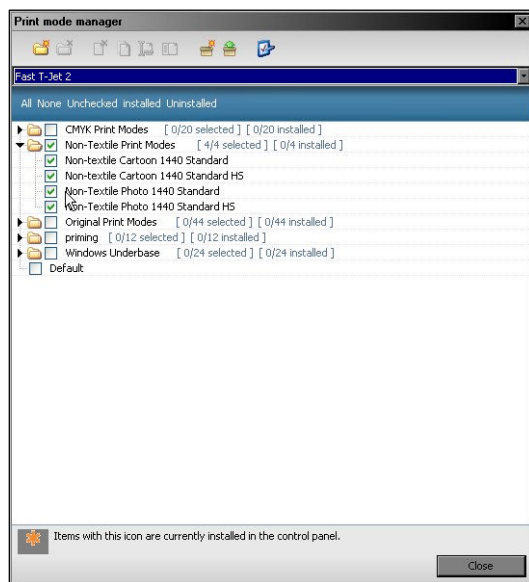 Print mode manager
Fast T-Jet 2
All None Unchecked installed Uninstalled
CMYK Print Modes [ 0/20 selected ] [ 0/20 installed ]
Non-Textile Print Modes [ 4/4 selected ] [ 0/4 installed ]
Non-textile Cartoon 1440 Standard
Non-textile Cartoon 1440 Standard HS
Non-Textile Photo 1440 Standard
Non-Textile Photo 1440 Standard HS
Original Print Modes [ 0/44 selected ] [ 0/44 installed ]
priming [ 0/12 selected ] [ 0/12 installed ]
Windows Underbase [ 0/24 selected ] [ 0/24 installed ]
Default
Items with this icon are currently installed in the control panel.
Close